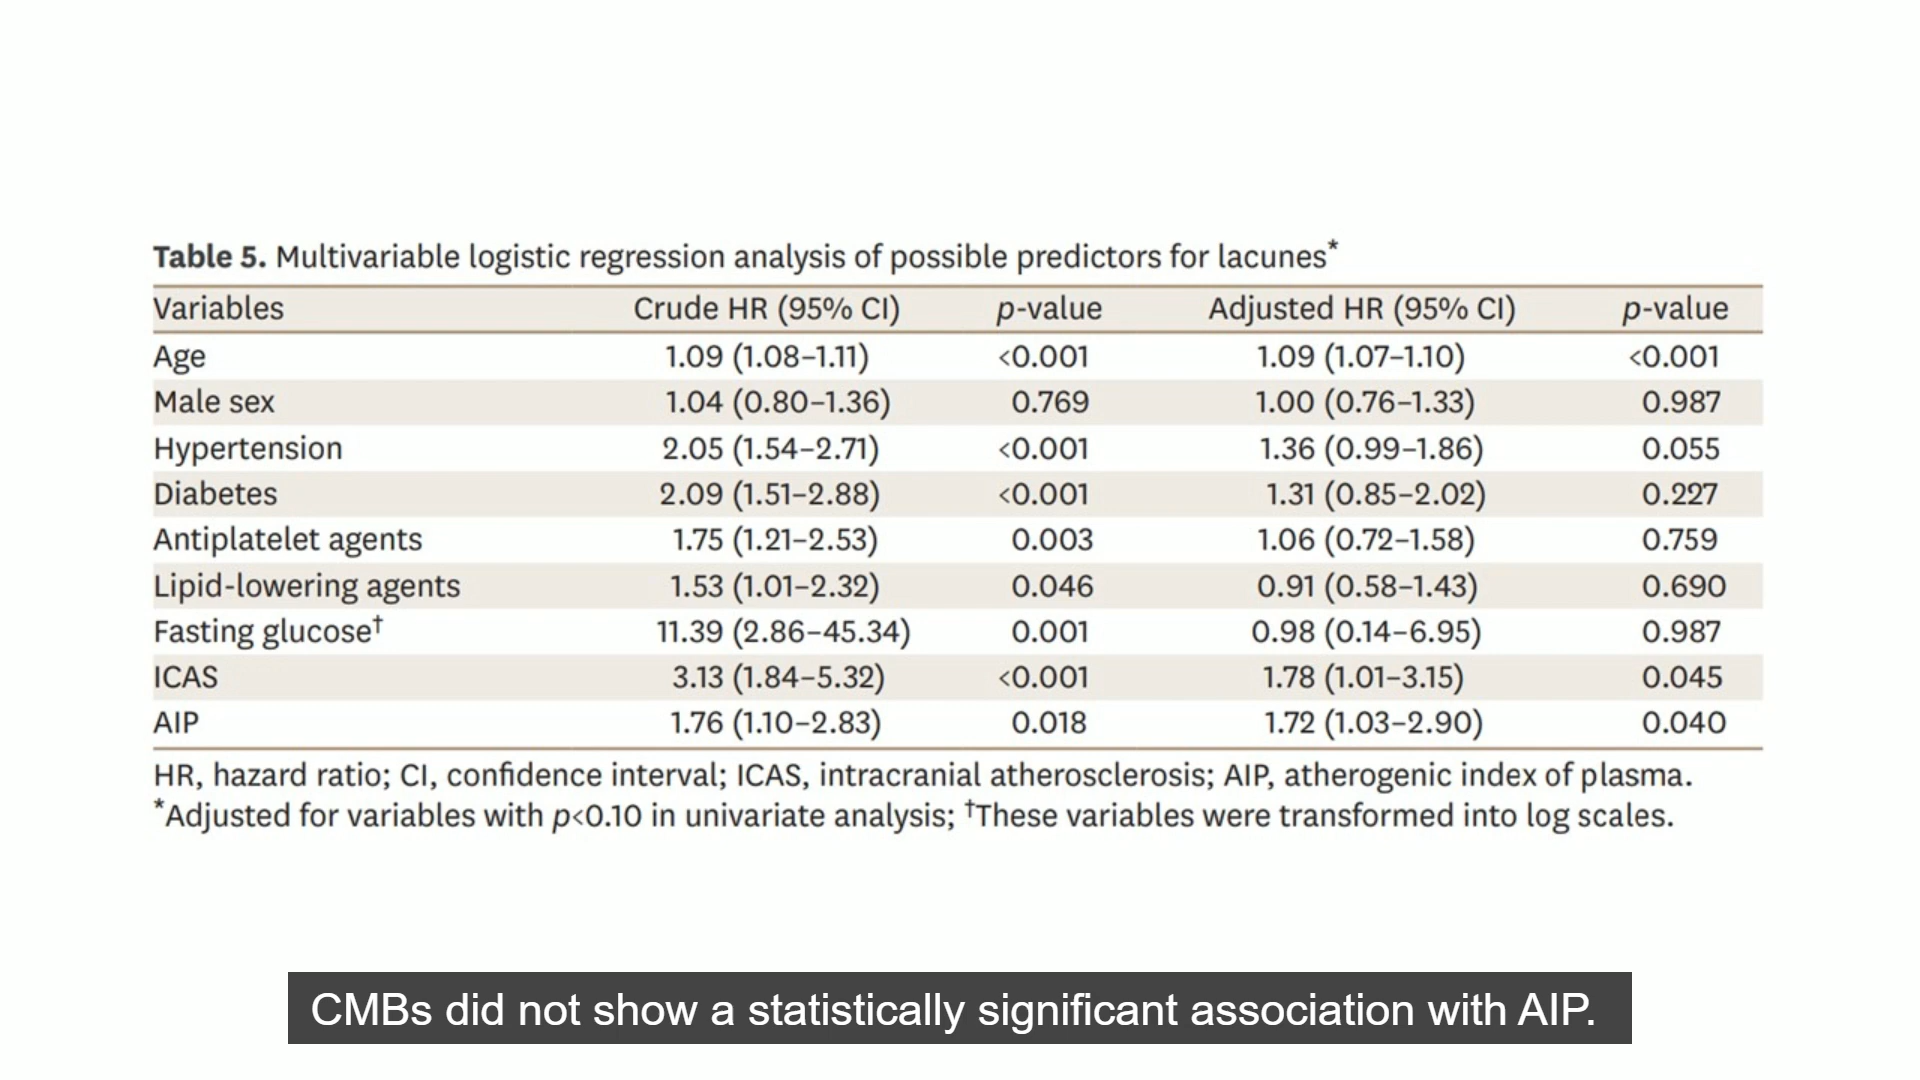 Table 5. Multivariable logistic regression analysis of possible predictors for lacunes*
Variables Crude HR (95% CI) p-value Adjusted HR (95% CI) p-value
Age 1.09 (1.08–1.11) <0.001 1.09 (1.07–1.10) <0.001
Male sex 1.04 (0.80–1.36) 0.769 1.00 (0.76–1.33) 0.987
Hypertension 2.05 (1.54–2.71) <0.001 1.36 (0.99–1.86) 0.055
Diabetes 2.09 (1.51–2.88) <0.001 1.31 (0.85–2.02) 0.227
Antiplatelet agents 1.75 (1.21–2.53) 0.003 1.06 (0.72–1.58) 0.759
Lipid-lowering agents 1.53 (1.01–2.32) 0.046 0.91 (0.58–1.43) 0.690
Fasting glucose† 11.39 (2.86–45.34) 0.001 0.98 (0.14–6.95) 0.987
ICAS 3.13 (1.84–5.32) <0.001 1.78 (1.01–3.15) 0.045
AIP 1.76 (1.10–2.83) 0.018 1.72 (1.03–2.90) 0.040
HR, hazard ratio; CI, confidence interval; ICAS, intracranial atherosclerosis; AIP, atherogenic index of plasma.
*Adjusted for variables with p<0.10 in univariate analysis; †These variables were transformed into log scales.
CMBs did not show a statistically significant association with AIP.